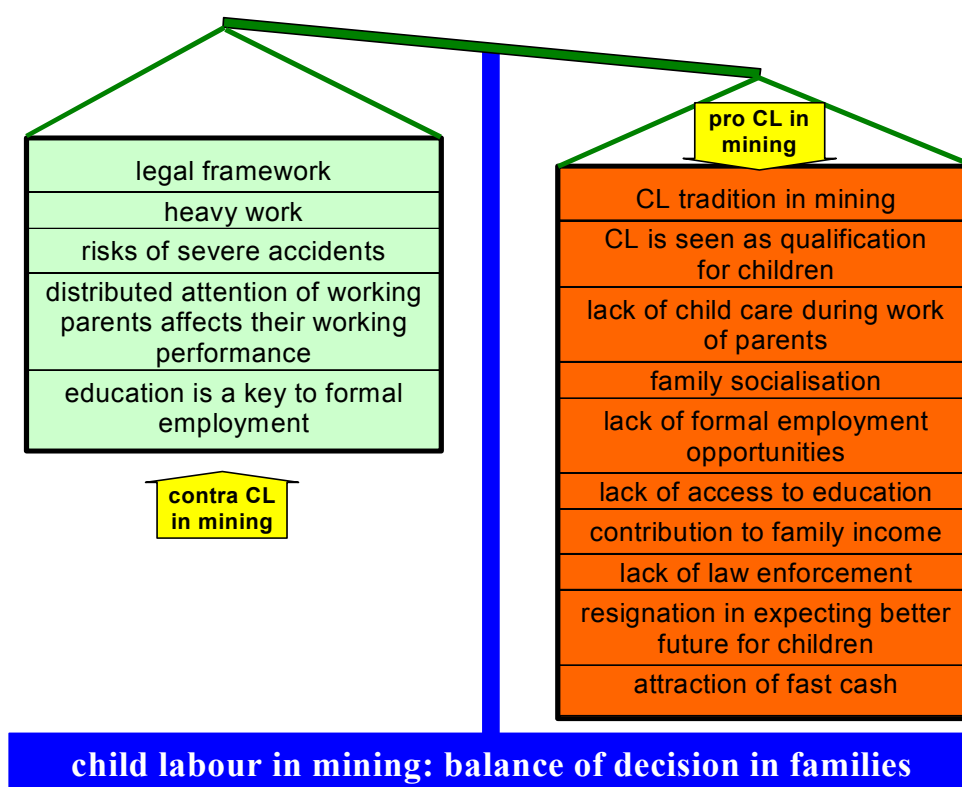 legal framework
heavy work
risks of severe accidents
distributed attention of working
parents affects their working
performance
education is a key to formal
employment
contra CL
in mining
pro CL in
mining
CL tradition in mining
CL is seen as qualification
for children
lack of child care during work
of parents
family socialisation
lack of formal employment
opportunities
lack of access to education
contribution to family income
lack of law enforcement
resignation in expecting better
future for children
attraction of fast cash
child labour in mining: balance of decision in families